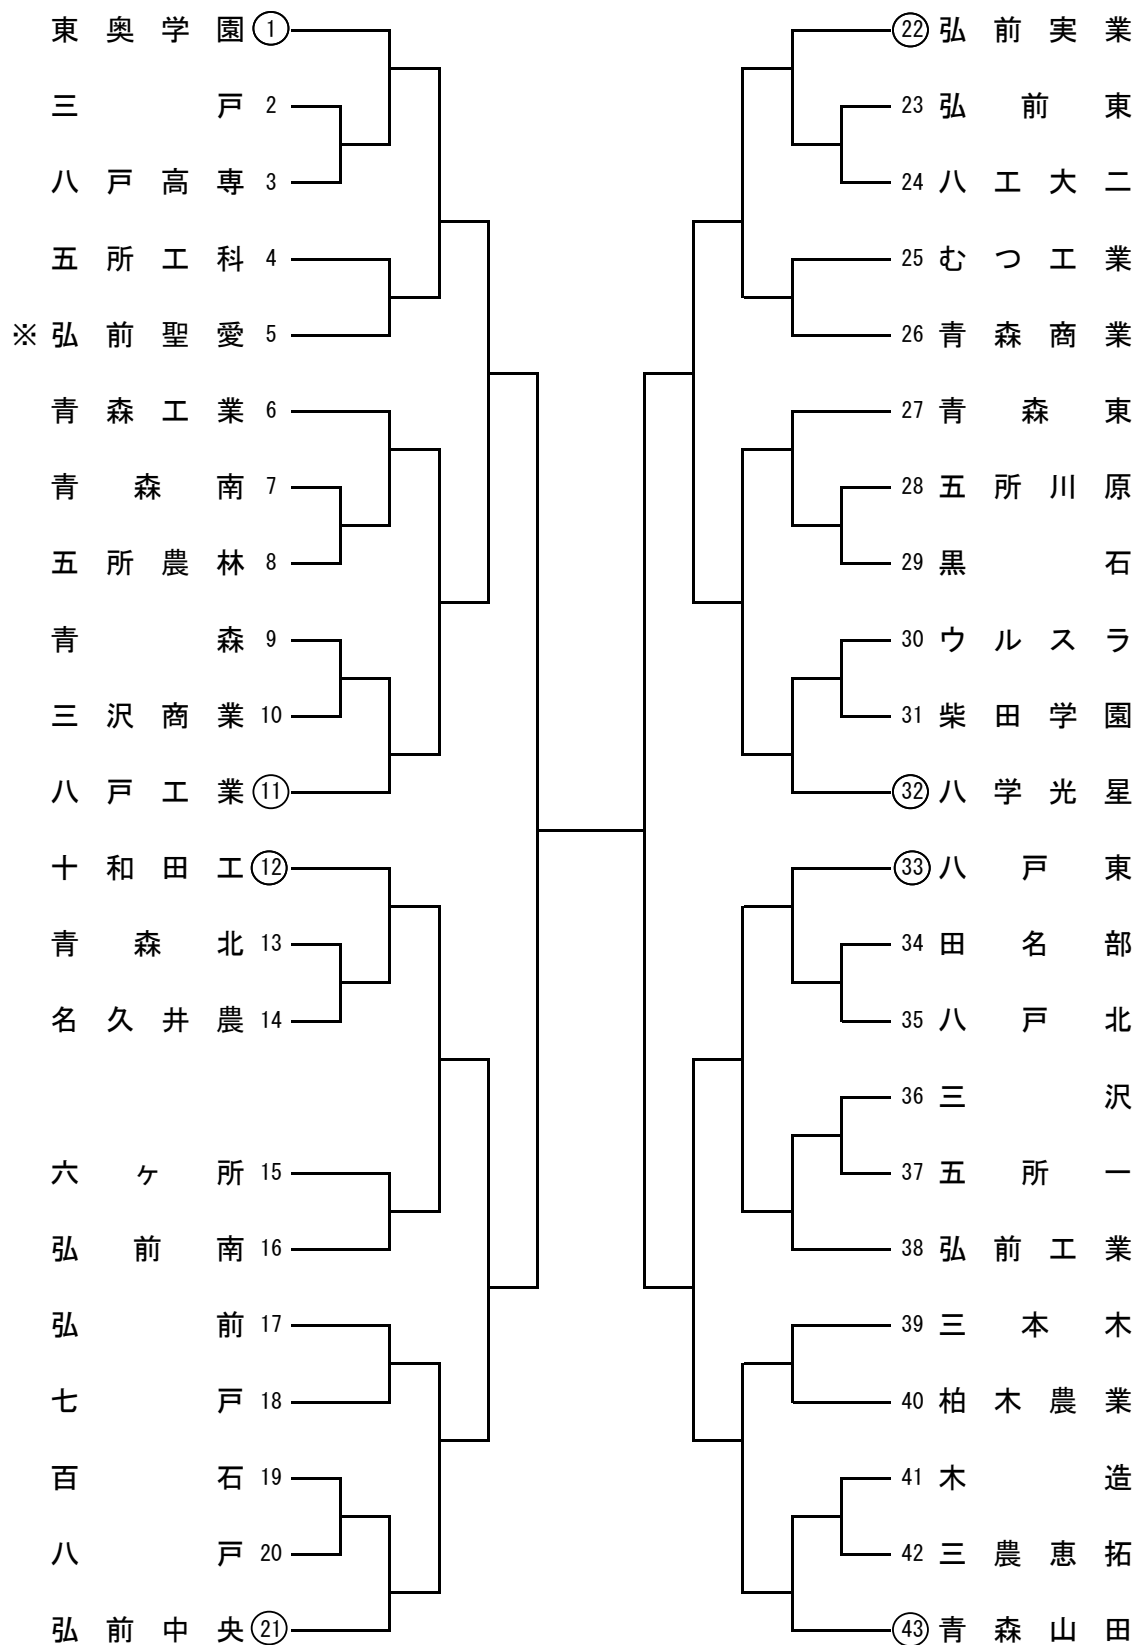 東奥学園 ①
三戸 2
八戸高専 3
五所工科 4
※弘前聖愛 5
青森工業 6
青森南 7
五所農林 8
青森 9
三沢商業 10
八戸工業 ⑪
十和田工 ⑫
青森北 13
名久井農 14
六ヶ所 15
弘前南 16
弘前 17
七戸 18
百石 19
八戸 20
弘前中央 ㉑
㉒ 弘前実業
23 弘前東
24 八工大二
25 むつ工業
26 青森商業
27 青森東
28 五所川原
29 黒石
30 ウルスラ
31 柴田学園
㉜ 八学光星
㉝ 八戸東
34 田名部
35 八戸北
36 三沢
37 五所一
38 弘前工業
39 三本木
40 柏木農業
41 木造
42 三農恵拓
㊸ 青森山田